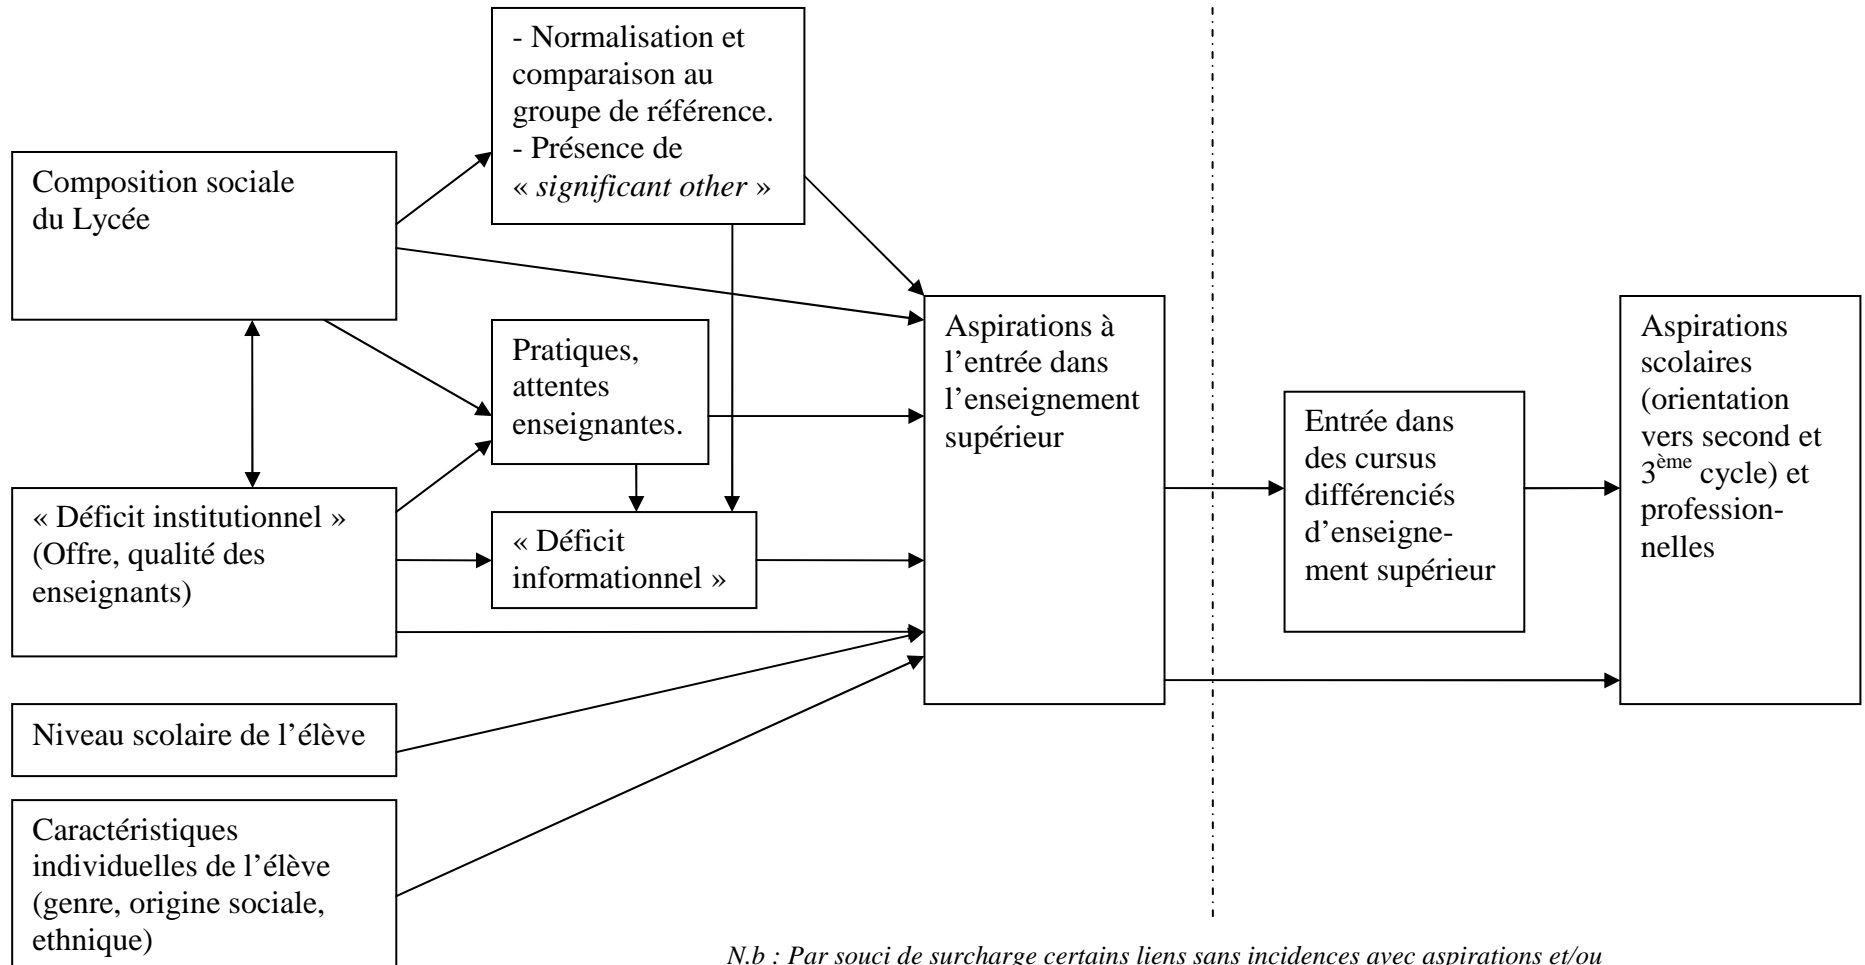 - Normalisation et
comparaison au
groupe de référence.
- Présence de
« significant other »
Composition sociale
du Lycée
Pratiques,
attentes
enseignantes.
« Déficit institutionnel »
(Offre, qualité des
enseignants)
« Déficit
informationnel »
Niveau scolaire de l’élève
Caractéristiques
individuelles de l’élève
(genre, origine sociale,
ethnique)
Aspirations à
l’entrée dans
l’enseignement
supérieur
Entrée dans
des cursus
différenciés
d’enseigne-
ment supérieur
Aspirations
scolaires
(orientation
vers second et
3ème cycle) et
profession-
nelles
N.b : Par souci de surcharge certains liens sans incidences avec aspirations et/ou